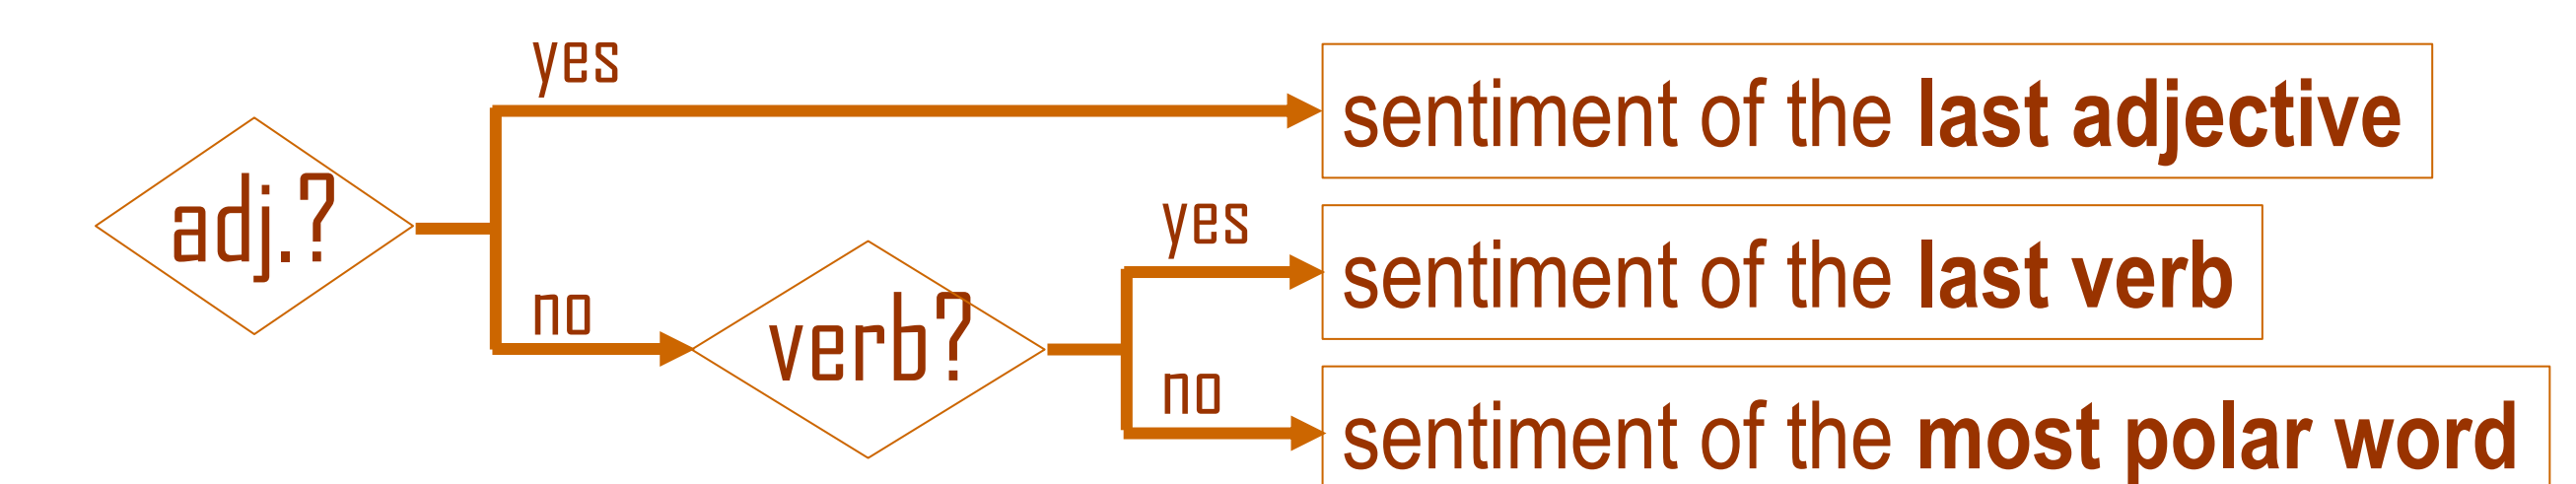 yes
sentiment of the last adjective
adj.?
yes
sentiment of the last verb
no
verb?
no
sentiment of the most polar word